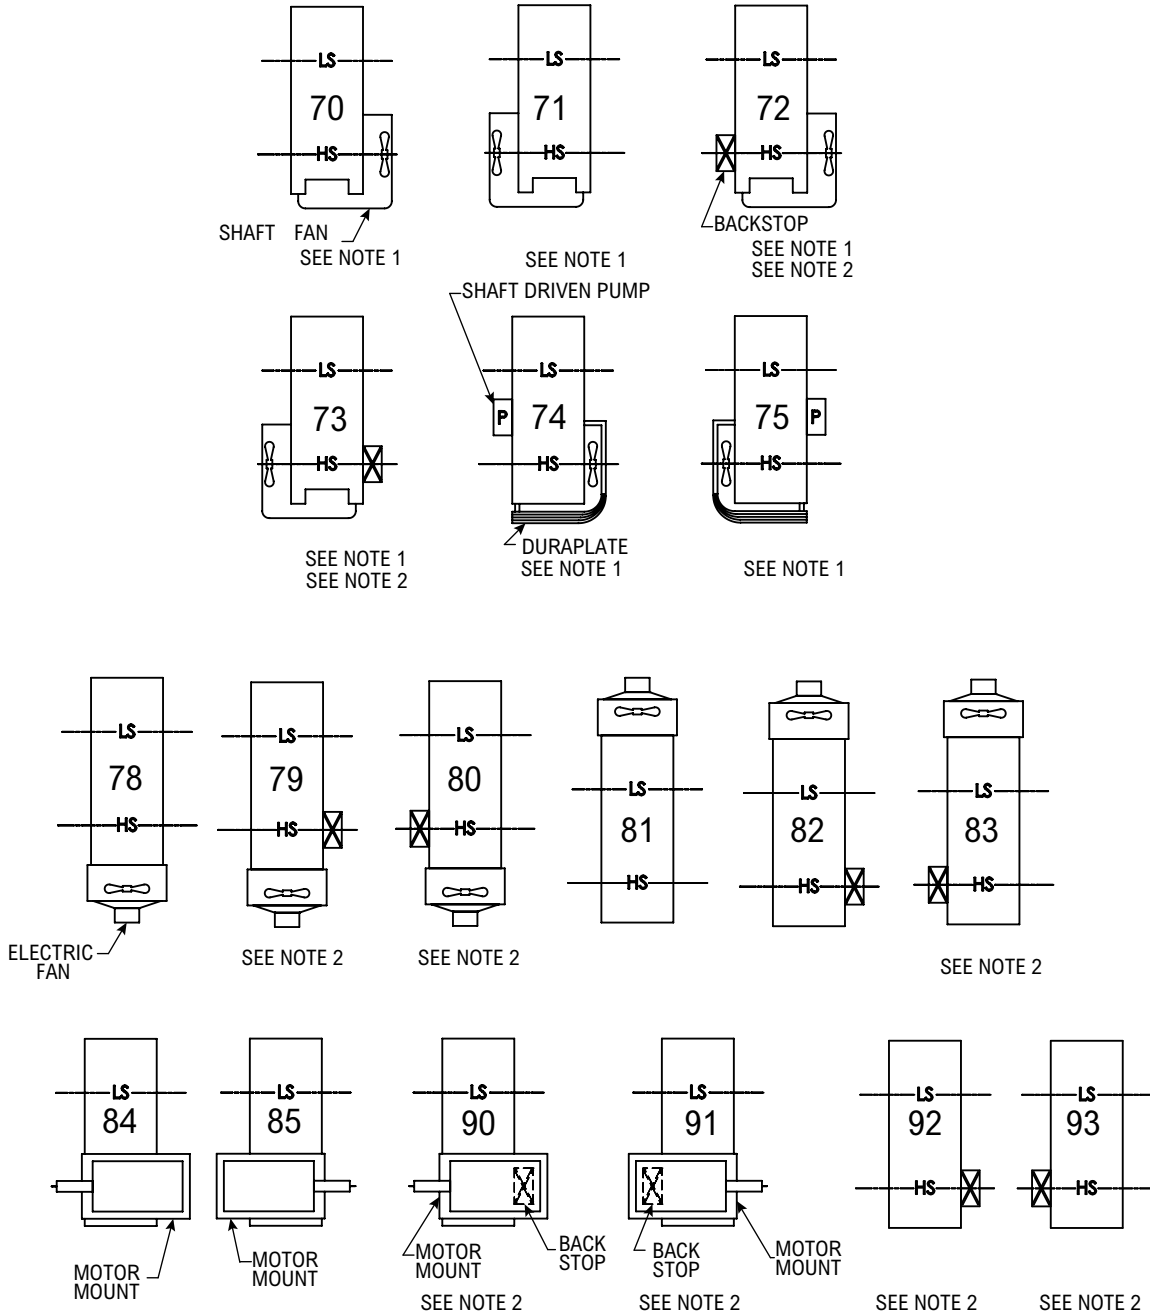 LS
70
HS
SHAFT FAN
SEE NOTE 1
LS
71
HS
SEE NOTE 1
LS
72
HS
BACKSTOP
SEE NOTE 1
SEE NOTE 2
LS
73
HS
SEE NOTE 1
SEE NOTE 2
SHAFT DRIVEN PUMP
LS
P
74
HS
DURAPLATE
SEE NOTE 1
LS
75
P
HS
SEE NOTE 1
LS
78
HS
ELECTRIC
FAN
LS
79
HS
SEE NOTE 2
LS
80
HS
SEE NOTE 2
LS
81
HS
LS
82
HS
LS
83
HS
SEE NOTE 2
LS
84
MOTOR
MOUNT
LS
85
MOTOR
MOUNT
LS
90
MOTOR
MOUNT
BACK
STOP
SEE NOTE 2
LS
91
BACK
STOP
MOTOR
MOUNT
SEE NOTE 2
LS
92
HS
SEE NOTE 2
LS
93
HS
SEE NOTE 2